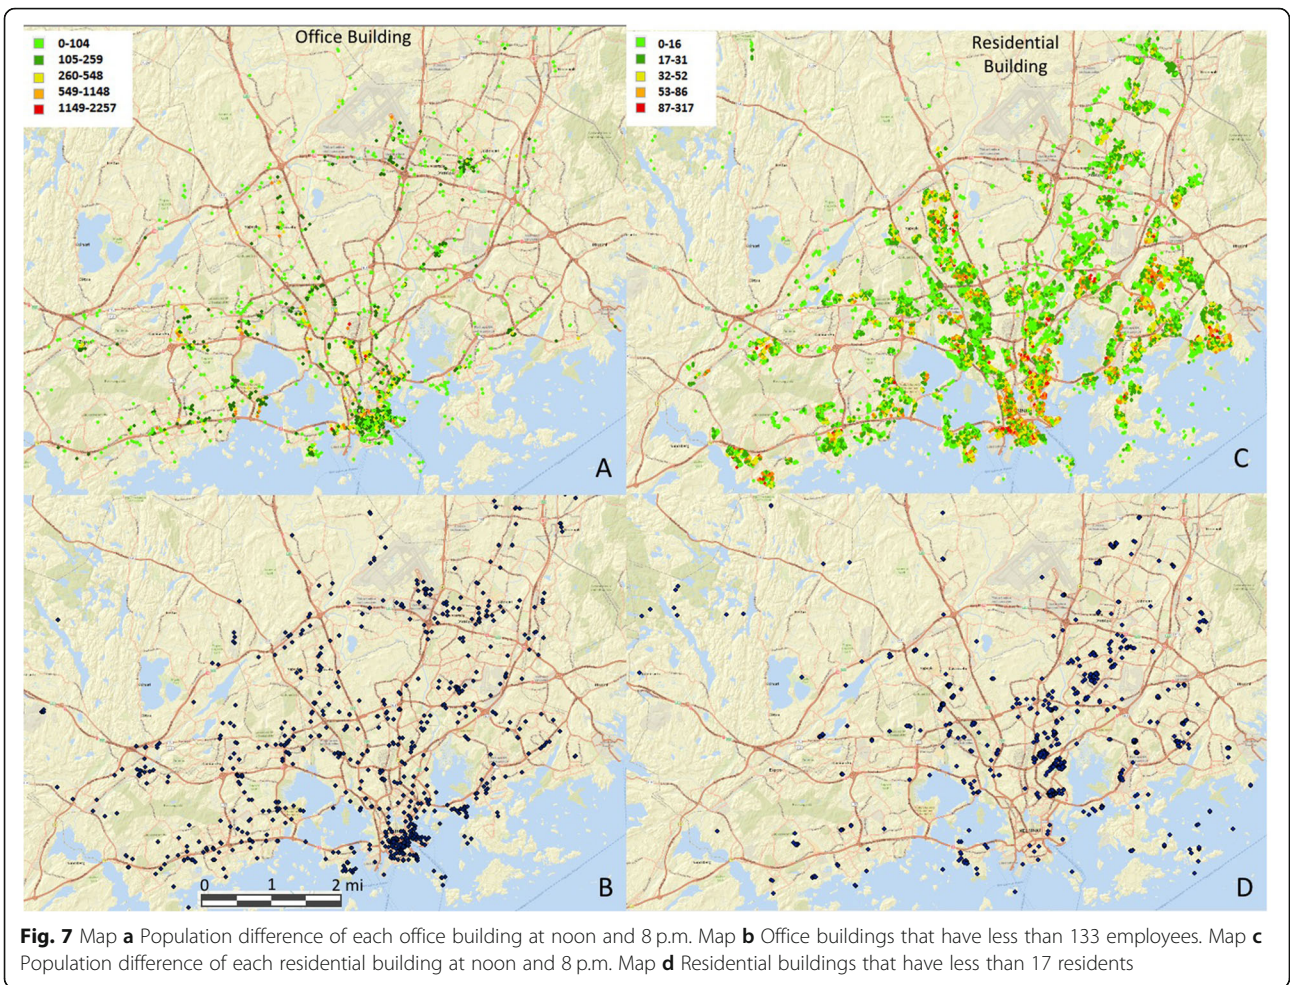 Office Building
0-104
105-259
260-548
549-1148
1149-2257
A
Residential
Building
0-16
17-31
32-52
53-86
87-317
C
0 1 2 mi
B
D
Fig. 7 Map a Population difference of each office building at noon and 8 p.m. Map b Office buildings that have less than 133 employees. Map c
Population difference of each residential building at noon and 8 p.m. Map d Residential buildings that have less than 17 residents